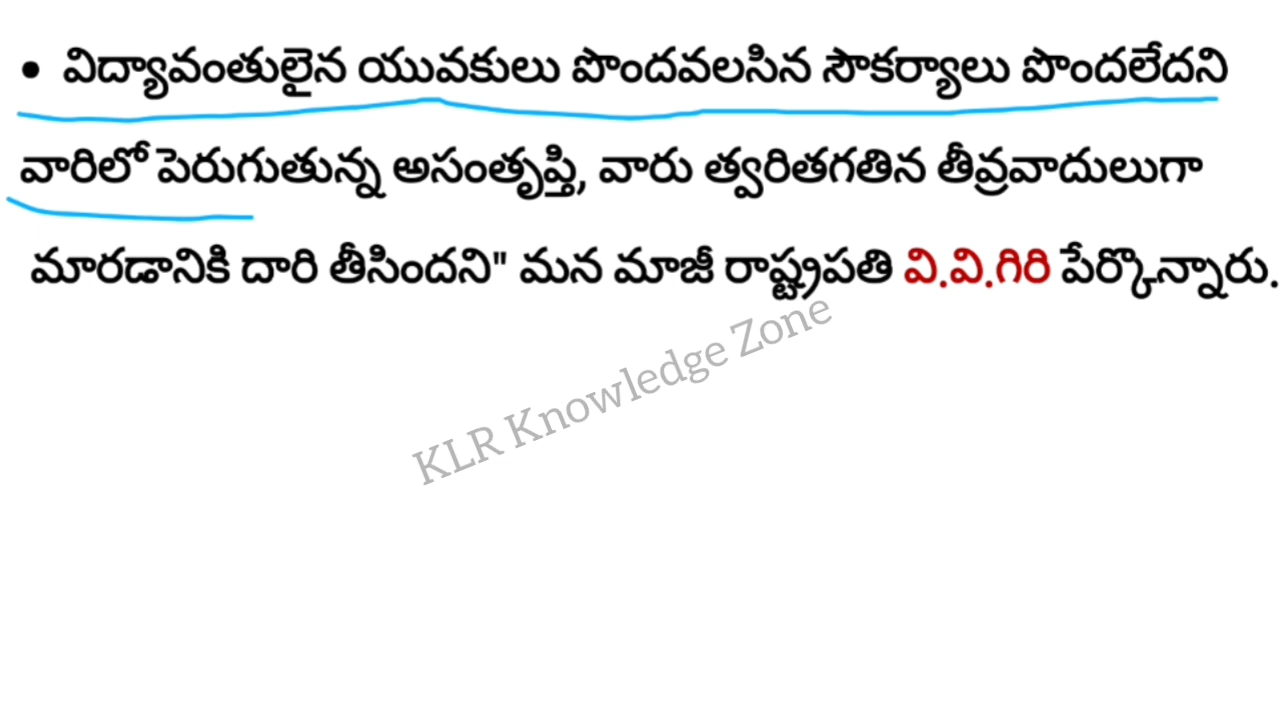 • విద్యావంతులైన యువకులు పొందవలసిన సౌకర్యాలు పొందలేదని
వారిలో పెరుగుతున్న అసంతృప్తి, వారు త్వరితగతిన తీవ్రవాదులుగా
మారడానికి దారి తీసిందని" మన మాజీ రాష్ట్రపతి వి.వి.గిరి పేర్కొన్నారు.
KLR Knowledge Zone